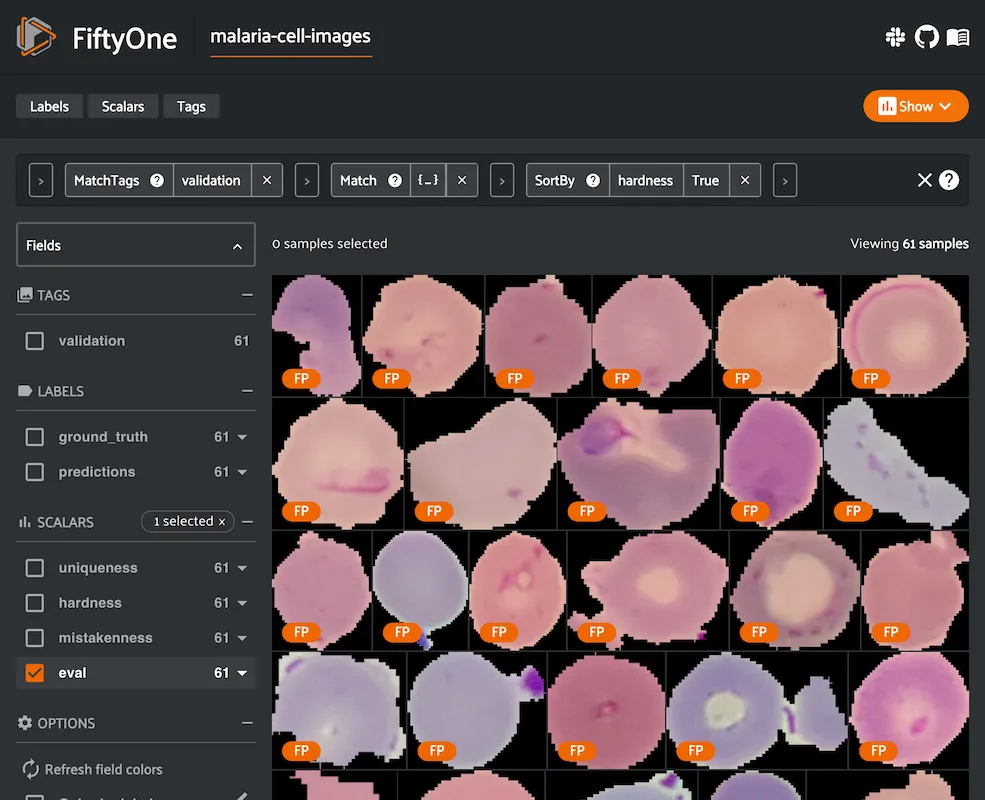 FiftyOne malaria-cell-images
Labels Scalars Tags Show
> MatchTags ? validation × > Match ? {_} × > SortBy ? hardness True × > × ?
Fields 0 samples selected Viewing 61 samples
TAGS
validation 61
LABELS
ground_truth 61
predictions 61
SCALARS 1 selected ×
uniqueness 61
hardness 61
mistakenness 61
eval 61
OPTIONS
Refresh field colors
FP FP FP FP FP FP
FP FP FP FP FP
FP FP FP FP FP FP
FP FP FP FP FP